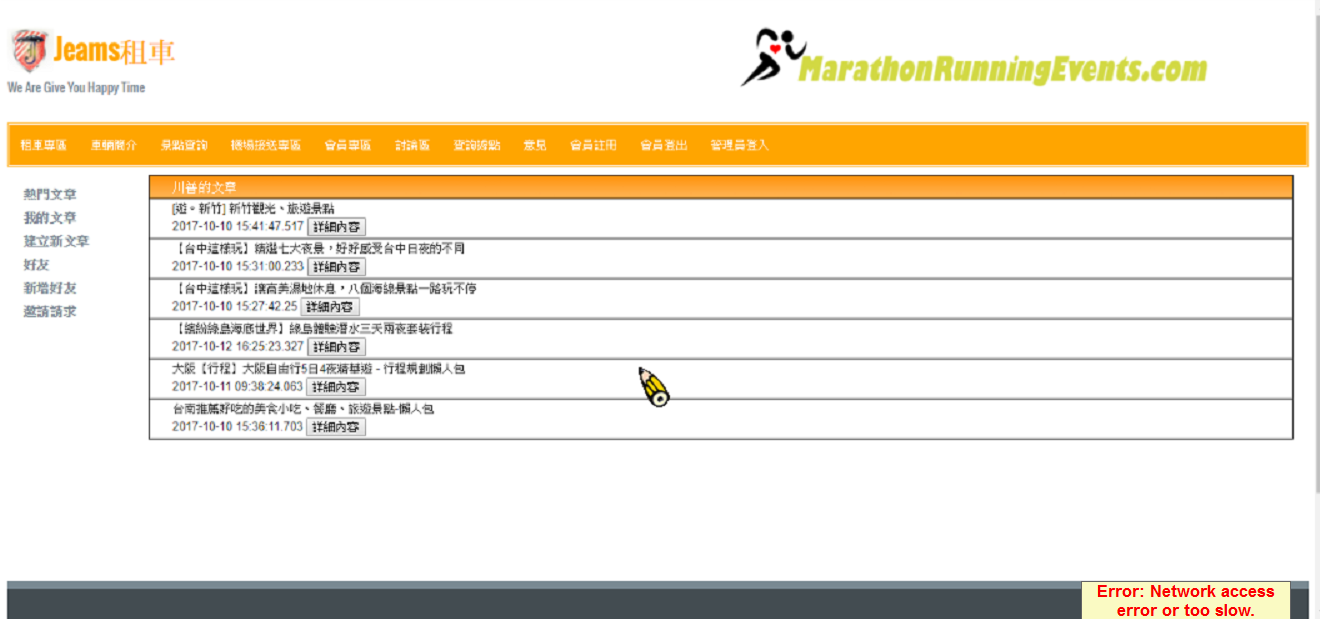 Jeams租車
We Are Give You Happy Time
MarathonRunningEvents.com
租車專區 車輛簡介 景點查詢 機場接送專區 會員專區 討論區 查詢據點 意見 會員註冊 會員登出 管理員登入
熱門文章
我的文章
建立新文章
好友
新增好友
邀請請求
川普的文章
[遊。新竹] 新竹觀光、旅遊景點
2017-10-10 15:41:47.517 詳細內容
【台中這樣玩】精選七大夜景，好好感受台中日夜的不同
2017-10-10 15:31:00.233 詳細內容
【台中這樣玩】讓高美濕地休息，八個海線景點一路玩不停
2017-10-10 15:27:42.25 詳細內容
【繽紛綠島海底世界】綠島體驗潛水三天兩夜套裝行程
2017-10-12 16:25:23.327 詳細內容
大阪【行程】大阪自由行5日4夜精華遊 - 行程規劃懶人包
2017-10-11 09:38:24.063 詳細內容
台南推薦好吃的美食小吃、餐廳、旅遊景點-懶人包
2017-10-10 15:36:11.703 詳細內容
Error: Network access
error or too slow.